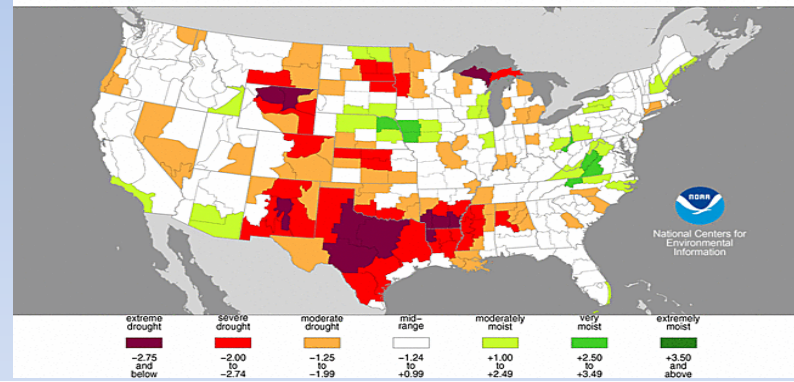 NOAA
National Centers for
Environmental
Information
extreme drought
severe drought
moderate drought
mid-range
moderately moist
very moist
extremely moist
-2.75 and below
-2.00 to -2.74
-1.25 to -1.99
-1.24 to +0.99
+1.00 to +2.49
+2.50 to +3.49
+3.50 and above